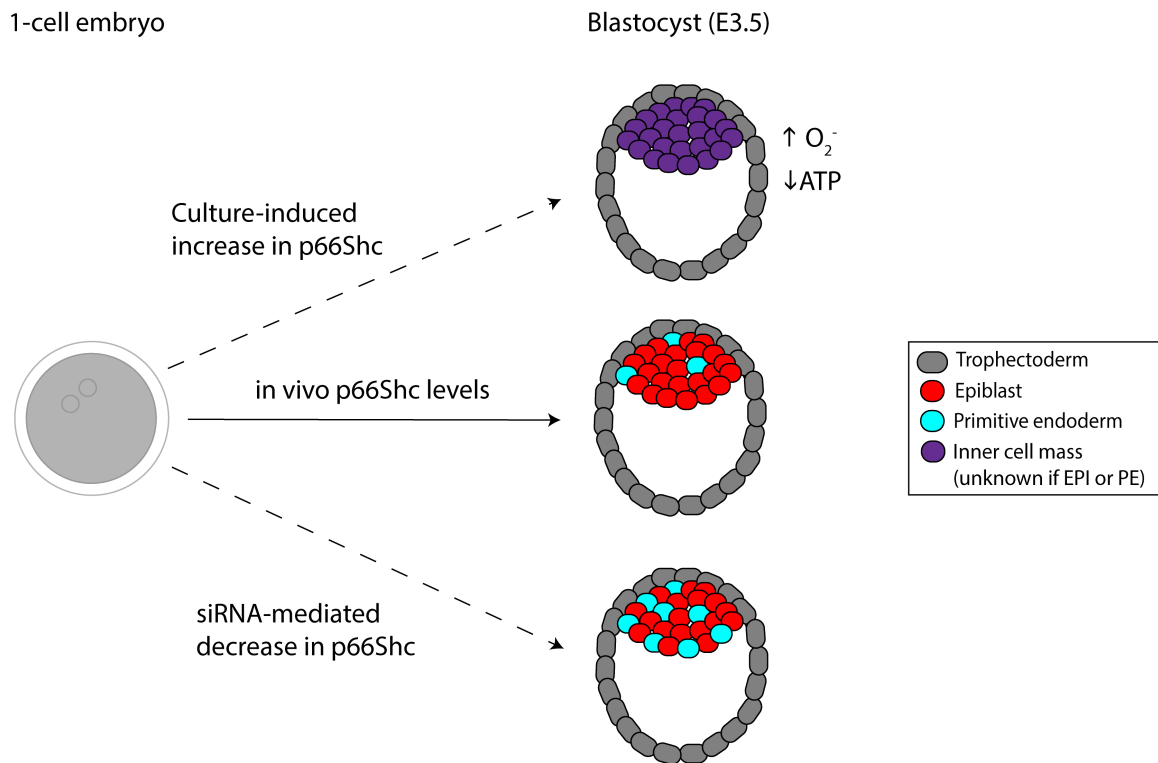 1-cell embryo
Blastocyst (E3.5)
↑ O₂⁻
↓ATP
Culture-induced
increase in p66Shc
in vivo p66Shc levels
siRNA-mediated
decrease in p66Shc
Trophectoderm
Epiblast
Primitive endoderm
Inner cell mass
(unknown if EPI or PE)